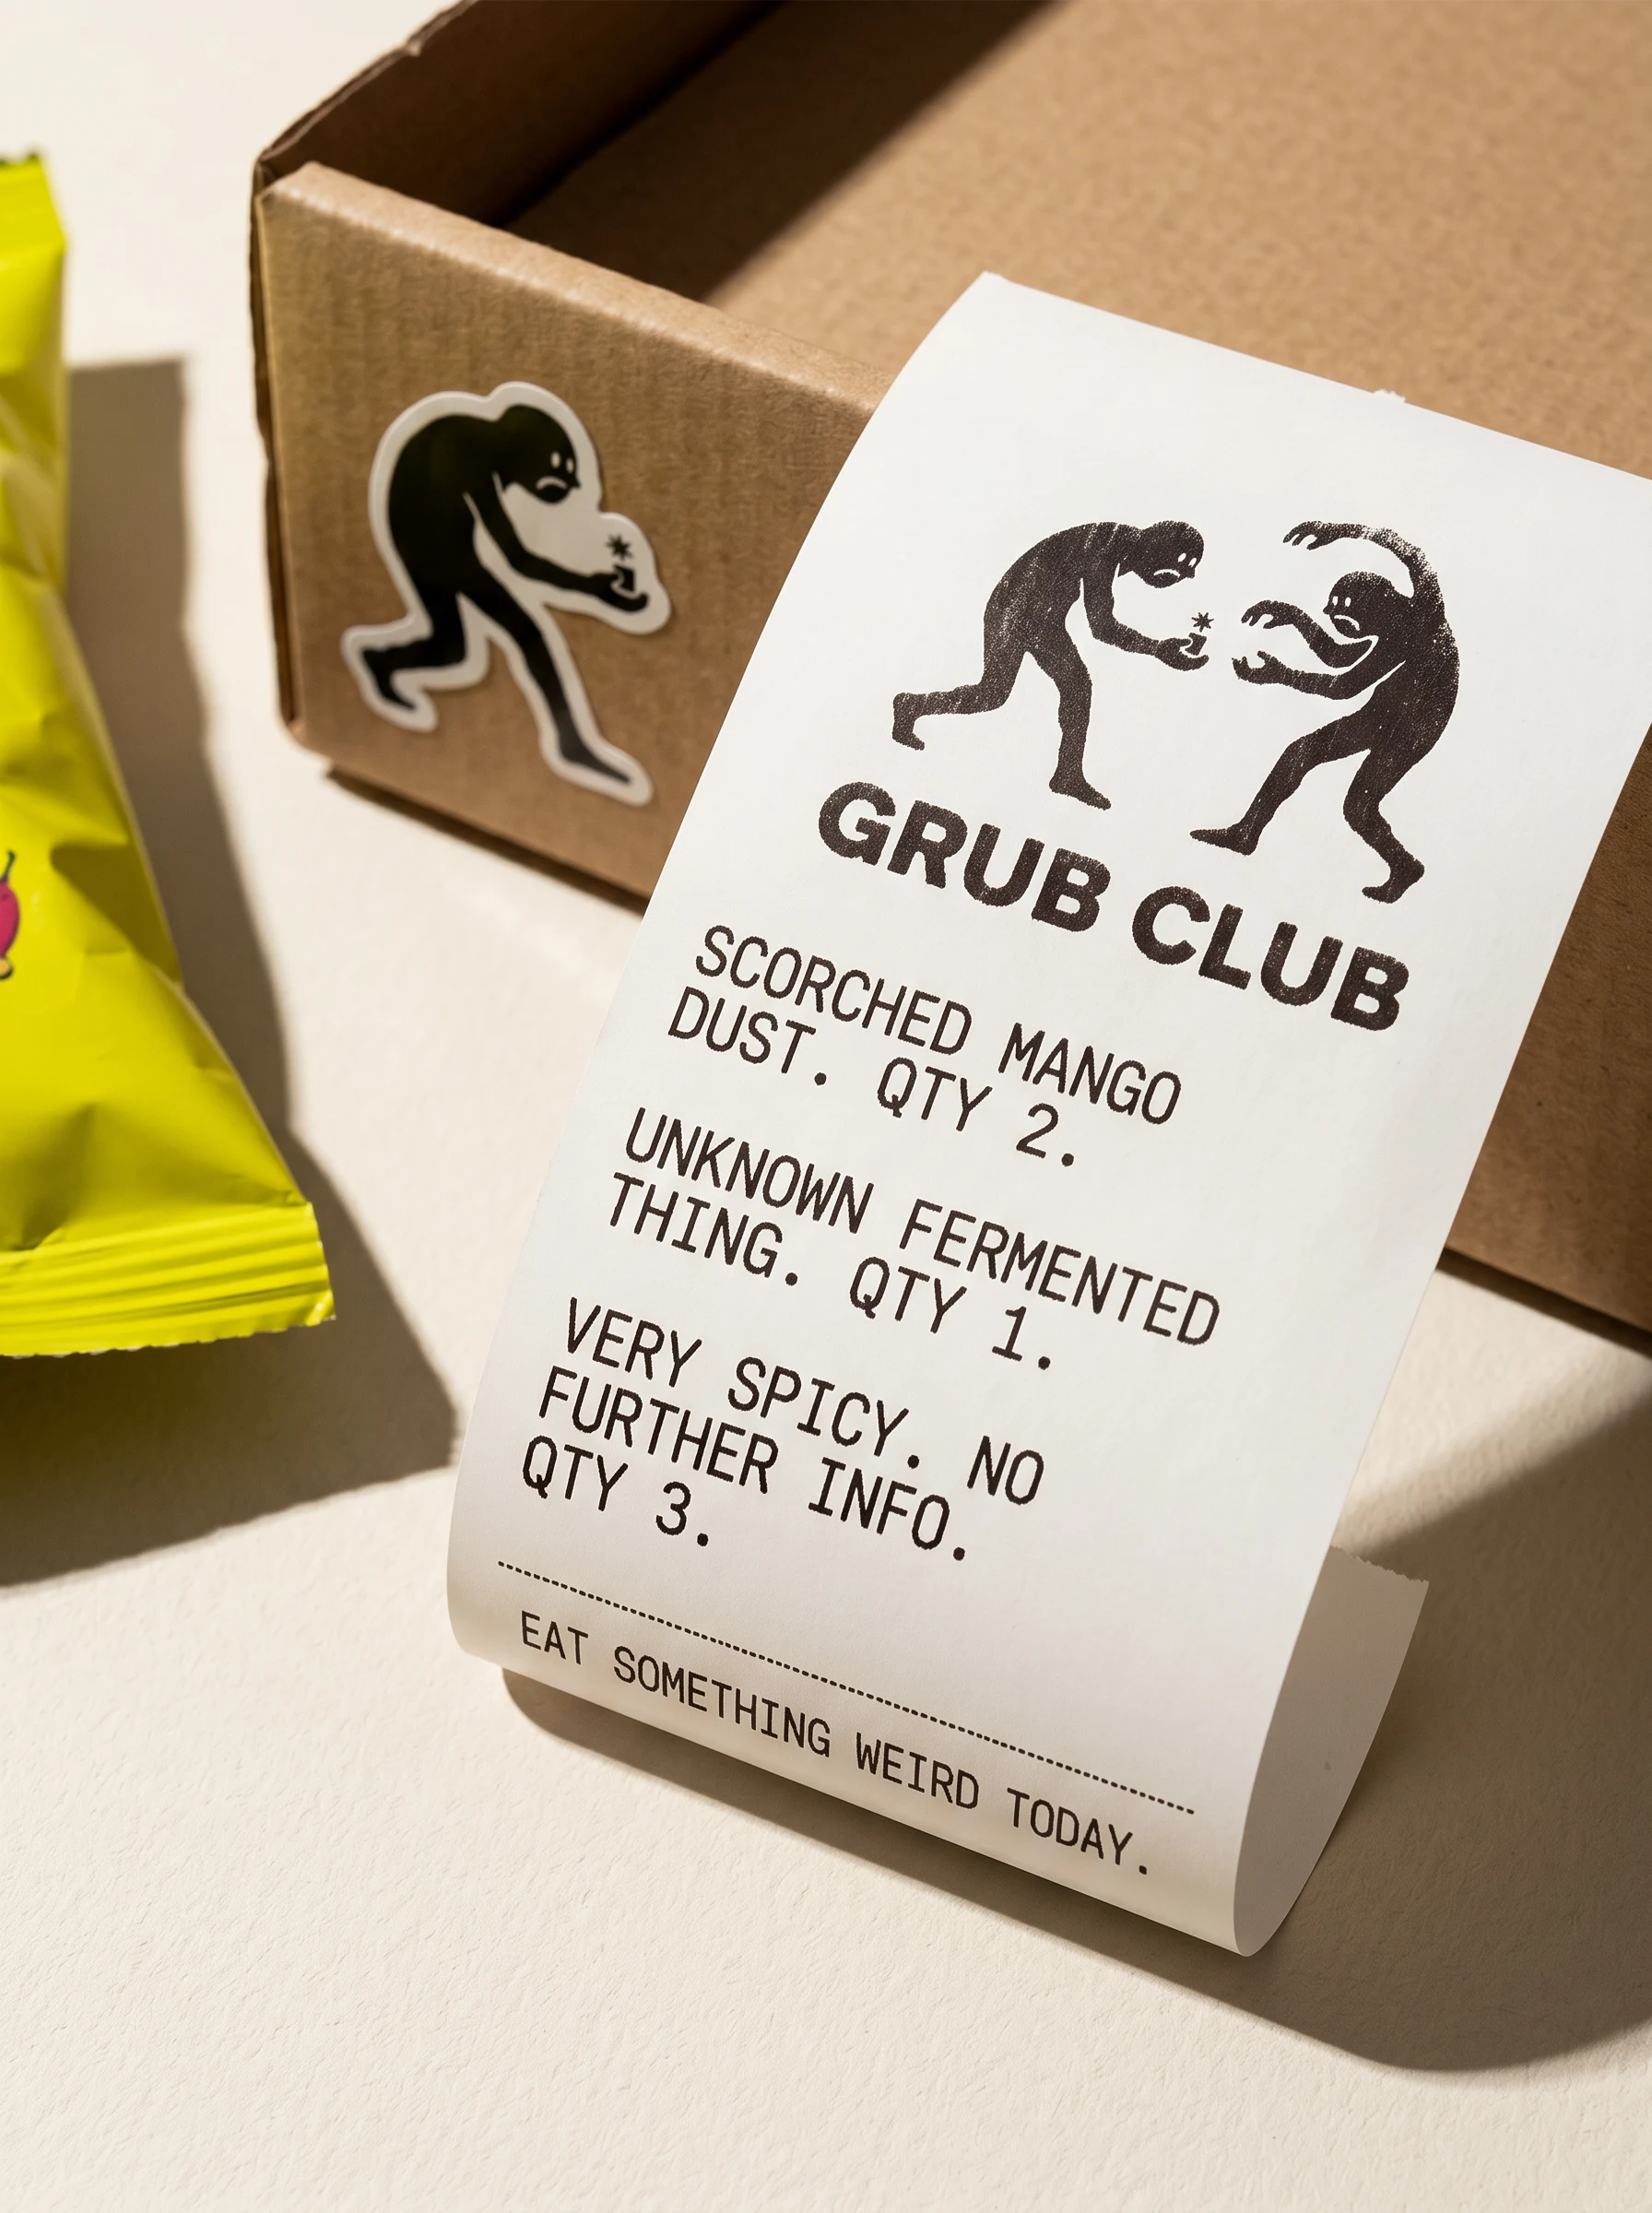 GRUB CLUB
SCORCHED MANGO
DUST. QTY 2.
UNKNOWN FERMENTED
THING. QTY 1.
VERY SPICY. NO
FURTHER INFO.
QTY 3.
EAT SOMETHING WEIRD TODAY.